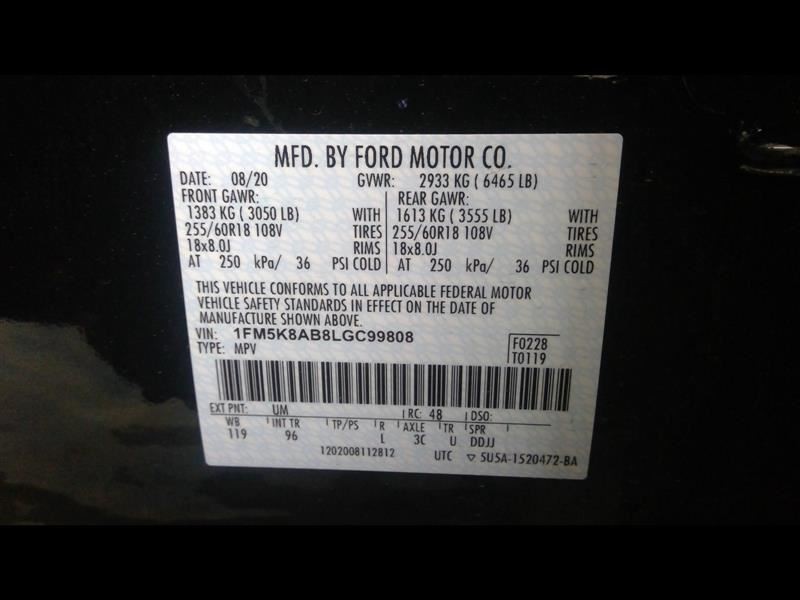 MFD. BY FORD MOTOR CO.
DATE: 08/20 GVWR: 2933 KG ( 6465 LB)
FRONT GAWR: REAR GAWR:
1383 KG ( 3050 LB) WITH 1613 KG ( 3555 LB) WITH
255/60R18 108V TIRES 255/60R18 108V TIRES
18x8.0J RIMS 18x8.0J RIMS
AT 250 kPa/ 36 PSI COLD AT 250 kPa/ 36 PSI COLD
THIS VEHICLE CONFORMS TO ALL APPLICABLE FEDERAL MOTOR
VEHICLE SAFETY STANDARDS IN EFFECT ON THE DATE OF
MANUFACTURE SHOWN ABOVE.
VIN: 1FM5K8AB8LGC99808 F0228
TYPE: MPV T0119
EXT PNT: UM RC: 48 DSO:
WB INT TR TP/PS R AXLE TR SPR
119 96 L 3C U DDJJ
1202008112812 UTC ▽ 5U5A-1520472-BA